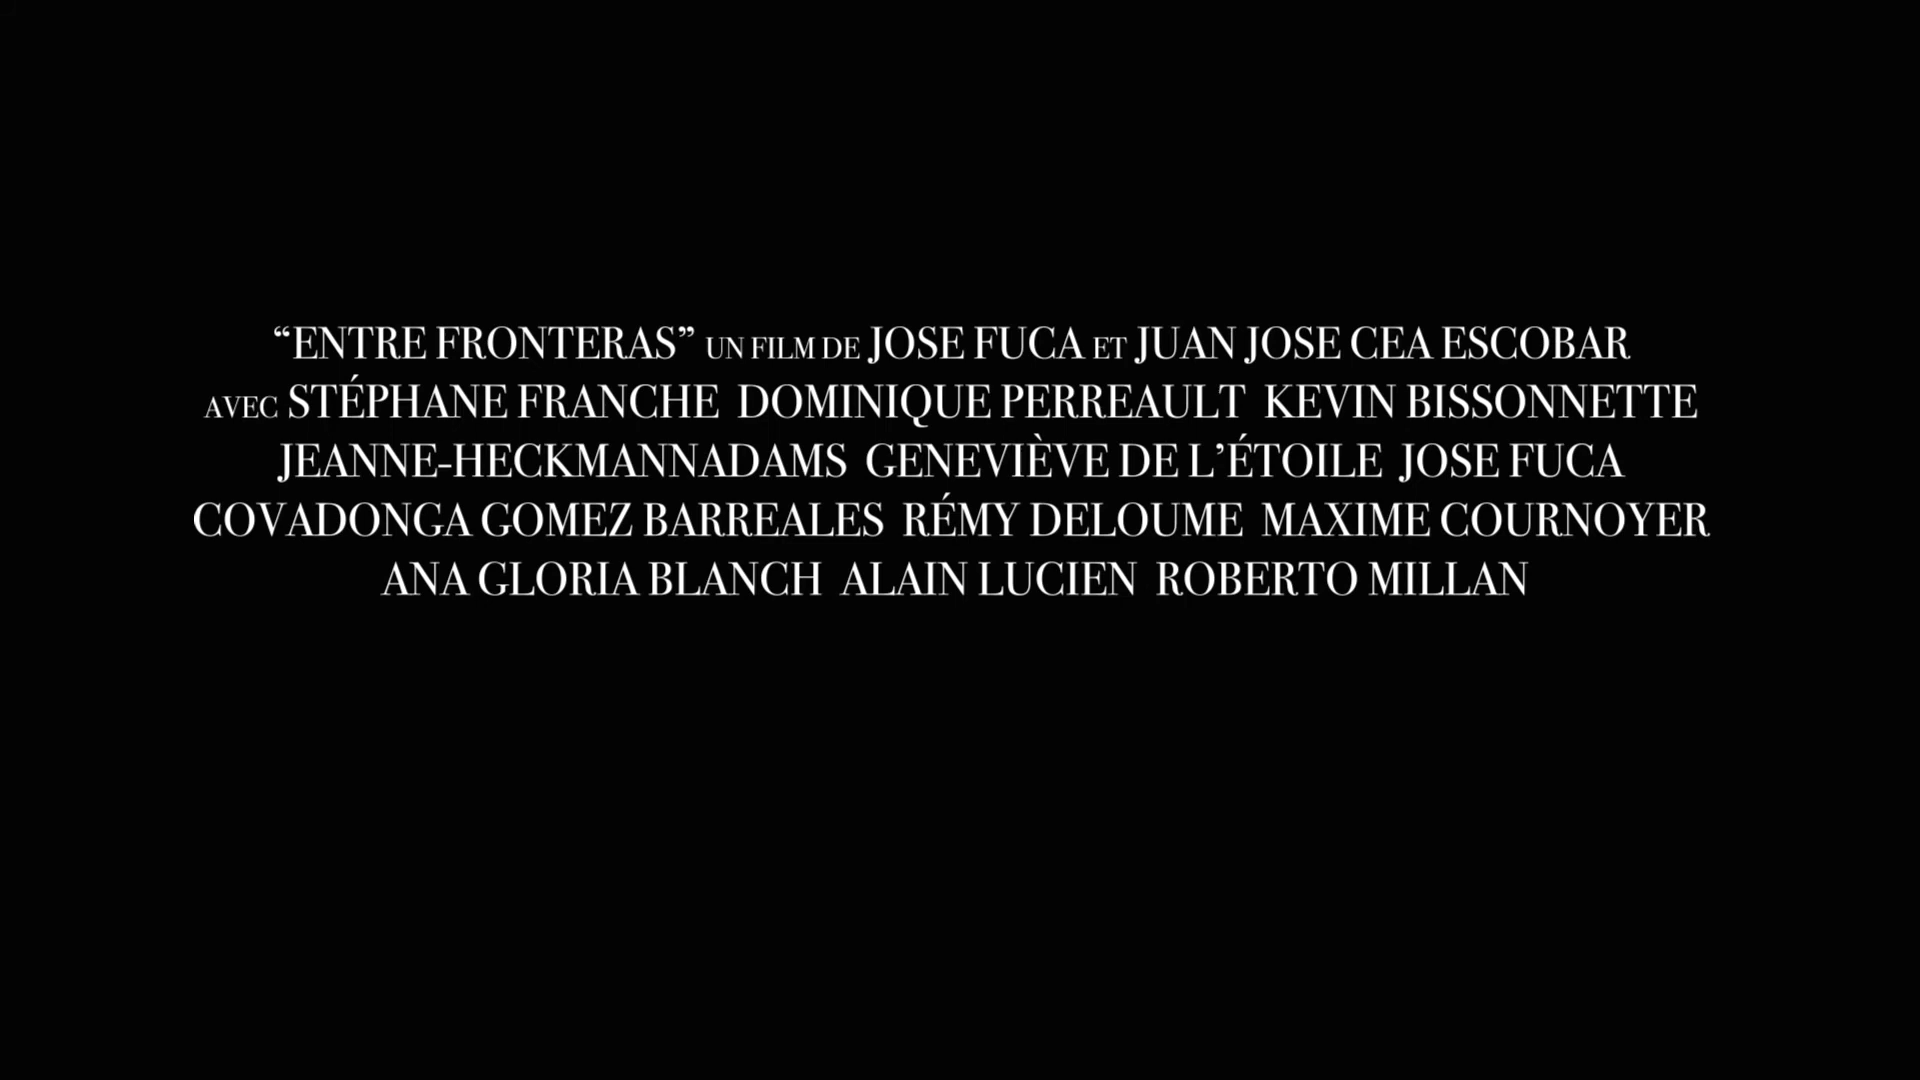 “ENTRE FRONTERAS” UN FILM DE JOSE FUCA ET JUAN JOSE CEA ESCOBAR
AVEC STÉPHANE FRANCHE DOMINIQUE PERREAULT KEVIN BISSONNETTE
JEANNE-HECKMANNADAMS GENEVIÈVE DE L’ÉTOILE JOSE FUCA
COVADONGA GOMEZ BARREALES RÉMY DELOUME MAXIME COURNOYER
ANA GLORIA BLANCH ALAIN LUCIEN ROBERTO MILLAN